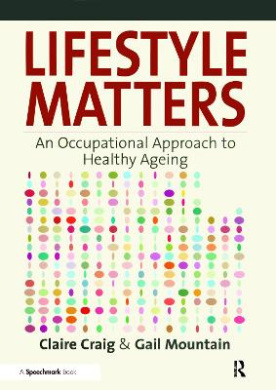 LIFESTYLE
MATTERS
An Occupational Approach to
Healthy Ageing
Claire Craig & Gail Mountain
A Speechmark book
R